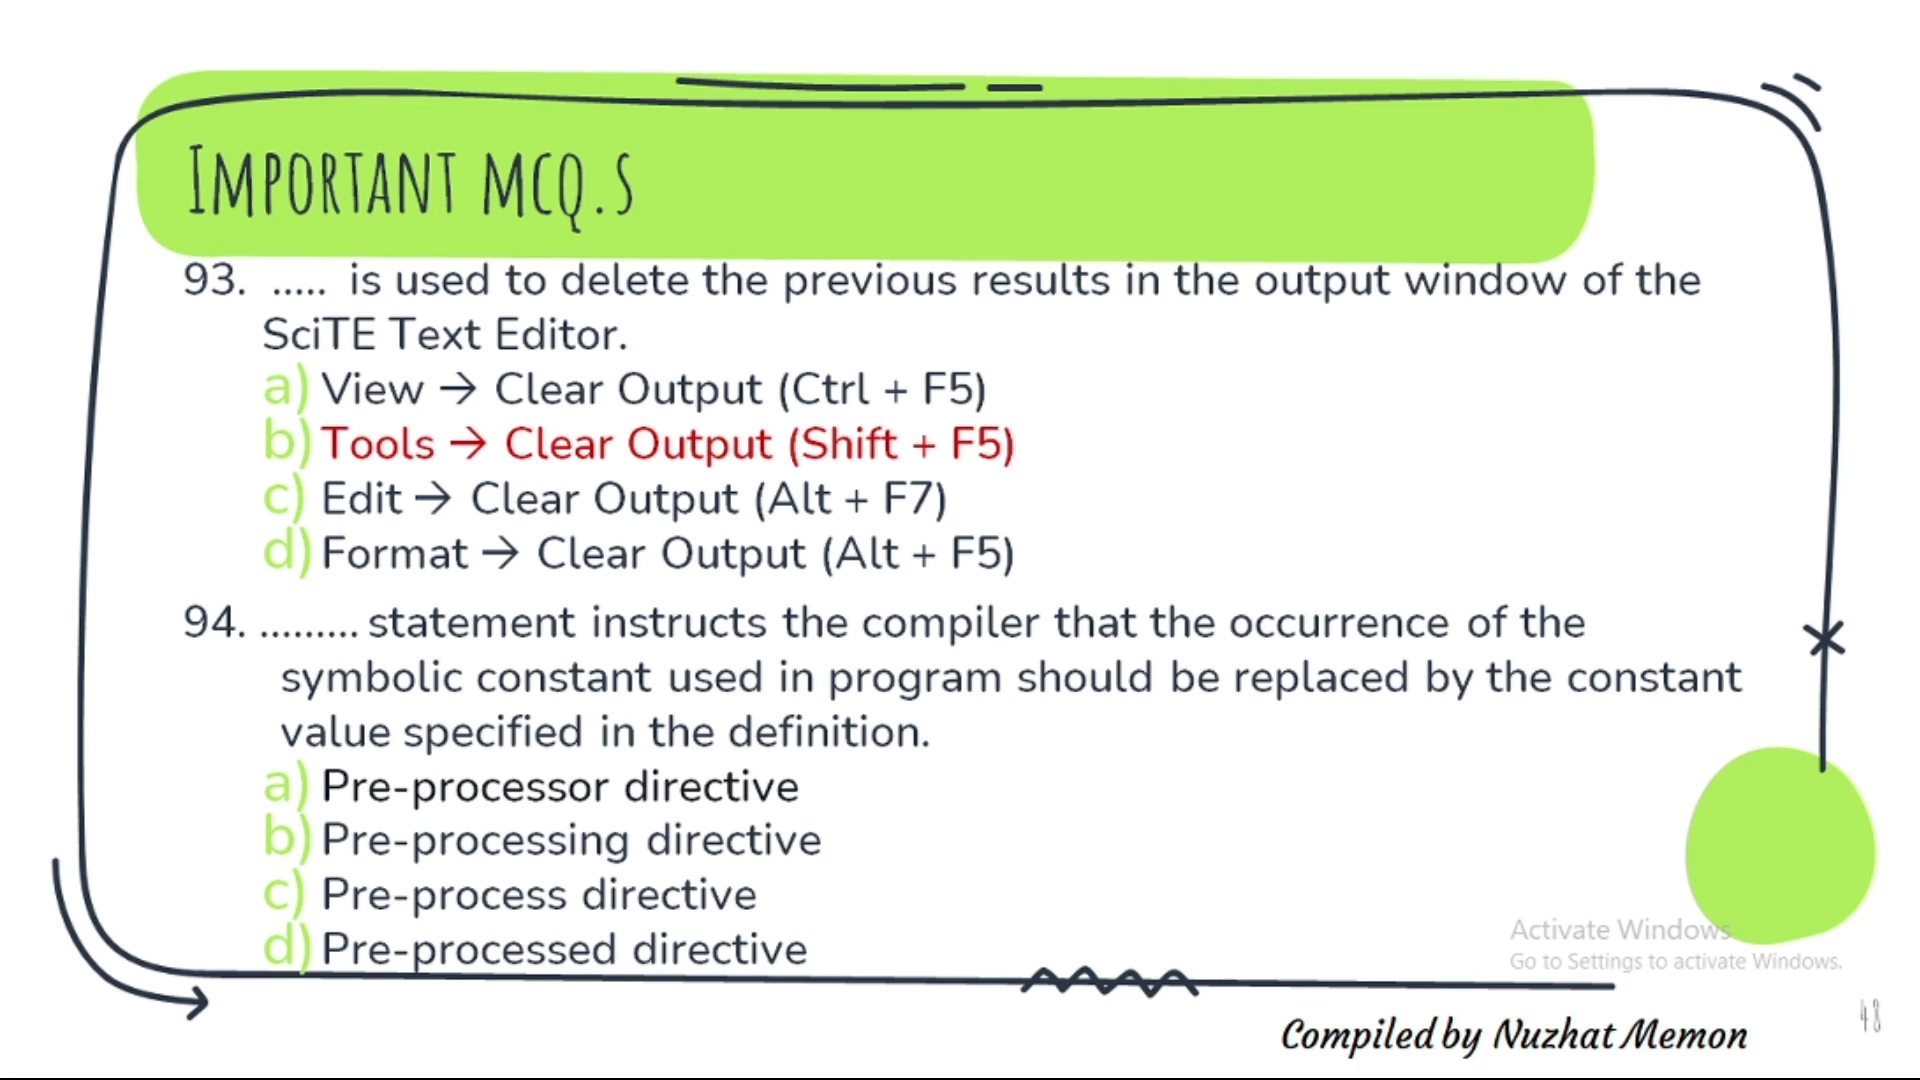 Important mcq.s
93. ..... is used to delete the previous results in the output window of the
SciTE Text Editor.
a) View → Clear Output (Ctrl + F5)
b) Tools → Clear Output (Shift + F5)
c) Edit → Clear Output (Alt + F7)
d) Format → Clear Output (Alt + F5)
94. ......... statement instructs the compiler that the occurrence of the
symbolic constant used in program should be replaced by the constant
value specified in the definition.
a) Pre-processor directive
b) Pre-processing directive
c) Pre-process directive
d) Pre-processed directive
Activate Windows
Go to Settings to activate Windows.
48
Compiled by Nuzhat Memon